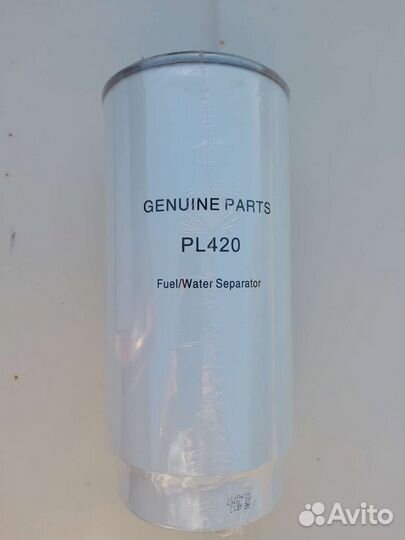 GENUINE PARTS
PL420
Fuel/Water Separator
Avito